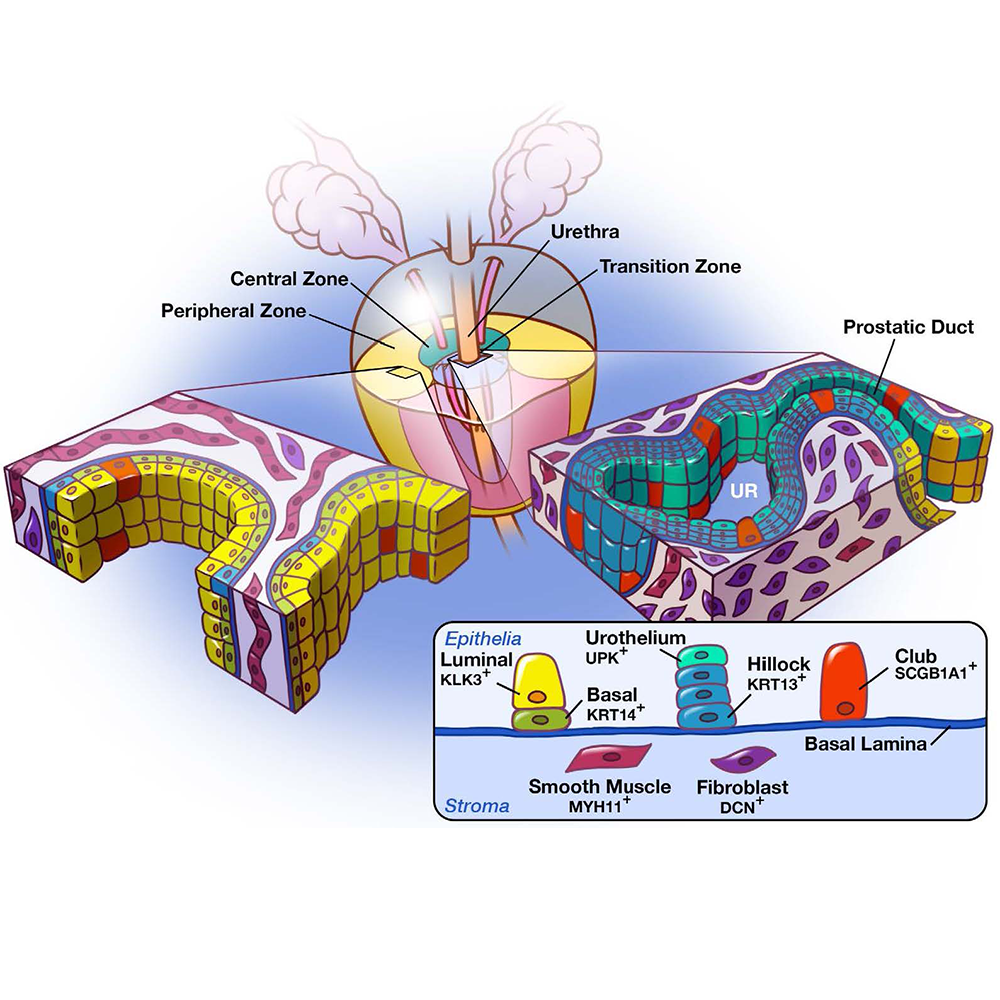 Urethra
Transition Zone
Central Zone
Peripheral Zone
Prostatic Duct
UR
Epithelia
Luminal
KLK3+
Basal
KRT14+
Urothelium
UPK+
Hillock
KRT13+
Club
SCGB1A1+
Basal Lamina
Smooth Muscle
MYH11+
Fibroblast
DCN+
Stroma